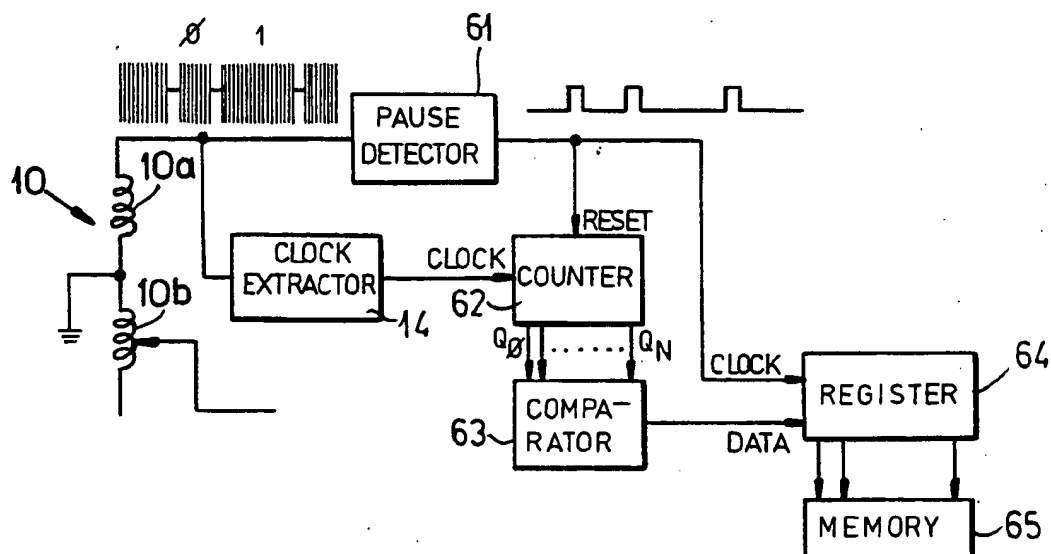 61
Ø 1
PAUSE
DETECTOR
10
10a
RESET
CLOCK
EXTRACTOR
14
CLOCK
COUNTER
62
10b
QØ ...... QN
CLOCK
64
REGISTER
COMPA-
RATOR
63
DATA
MEMORY
65